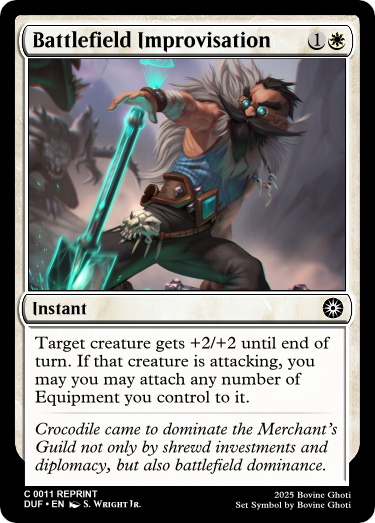 Battlefield Improvisation 1
Instant
Target creature gets +2/+2 until end of
turn. If that creature is attacking, you
may you may attach any number of
Equipment you control to it.
Crocodile came to dominate the Merchant's
Guild not only by shrewd investments and
diplomacy, but also battlefield dominance.
C 0011 REPRINT
DUF • EN S. Wright Jr.
2025 Bovine Ghoti
Set Symbol by Bovine Ghoti